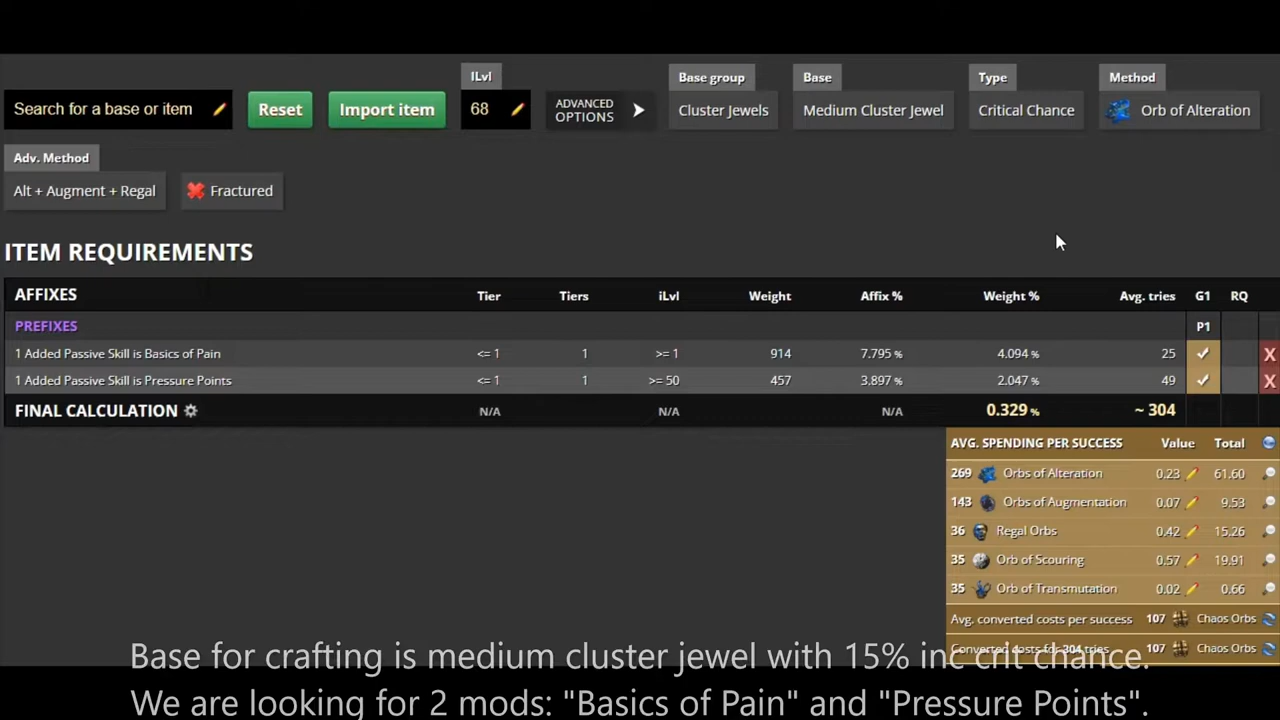 ILvl
Base group
Base
Type
Method
Search for a base or item
Reset
Import item
68
ADVANCED
OPTIONS
Cluster Jewels
Medium Cluster Jewel
Critical Chance
Orb of Alteration
Adv. Method
Alt + Augment + Regal
Fractured
ITEM REQUIREMENTS
AFFIXES Tier Tiers iLvl Weight Affix % Weight % Avg. tries G1 RQ
PREFIXES P1
1 Added Passive Skill is Basics of Pain <= 1 1 >= 1 914 7.795 % 4.094 % 25 X
1 Added Passive Skill is Pressure Points <= 1 1 >= 50 457 3.897 % 2.047 % 49 X
FINAL CALCULATION N/A N/A N/A 0.329 % ~ 304
AVG. SPENDING PER SUCCESS Value Total
269 Orbs of Alteration 0.23 61.60
143 Orbs of Augmentation 0.07 9.53
36 Regal Orbs 0.42 15.26
35 Orb of Scouring 0.57 19.91
35 Orb of Transmutation 0.02 0.66
Avg. converted costs per success 107 Chaos Orbs
Converted costs for 304 tries 107 Chaos Orbs
Base for crafting is medium cluster jewel with 15% inc crit chance.
We are looking for 2 mods: "Basics of Pain" and "Pressure Points".